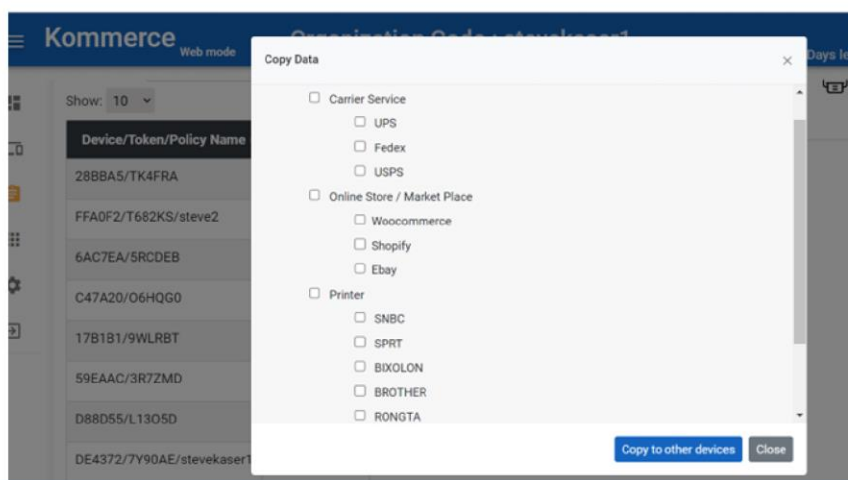 Kommerce Web mode
Organization Code : stevekaser1
Days le
Copy Data
×
Show: 10
Device/Token/Policy Name
28BBA5/TK4FRA
FFA0F2/T682KS/steve2
6AC7EA/5RCDEB
C47A20/O6HQG0
17B1B1/9WLRBT
59EAAC/3R7ZMD
D88D55/L13O5D
DE4372/7Y90AE/stevekaser1
Carrier Service
UPS
Fedex
USPS
Online Store / Market Place
Woocommerce
Shopify
Ebay
Printer
SNBC
SPRT
BIXOLON
BROTHER
RONGTA
Copy to other devices
Close